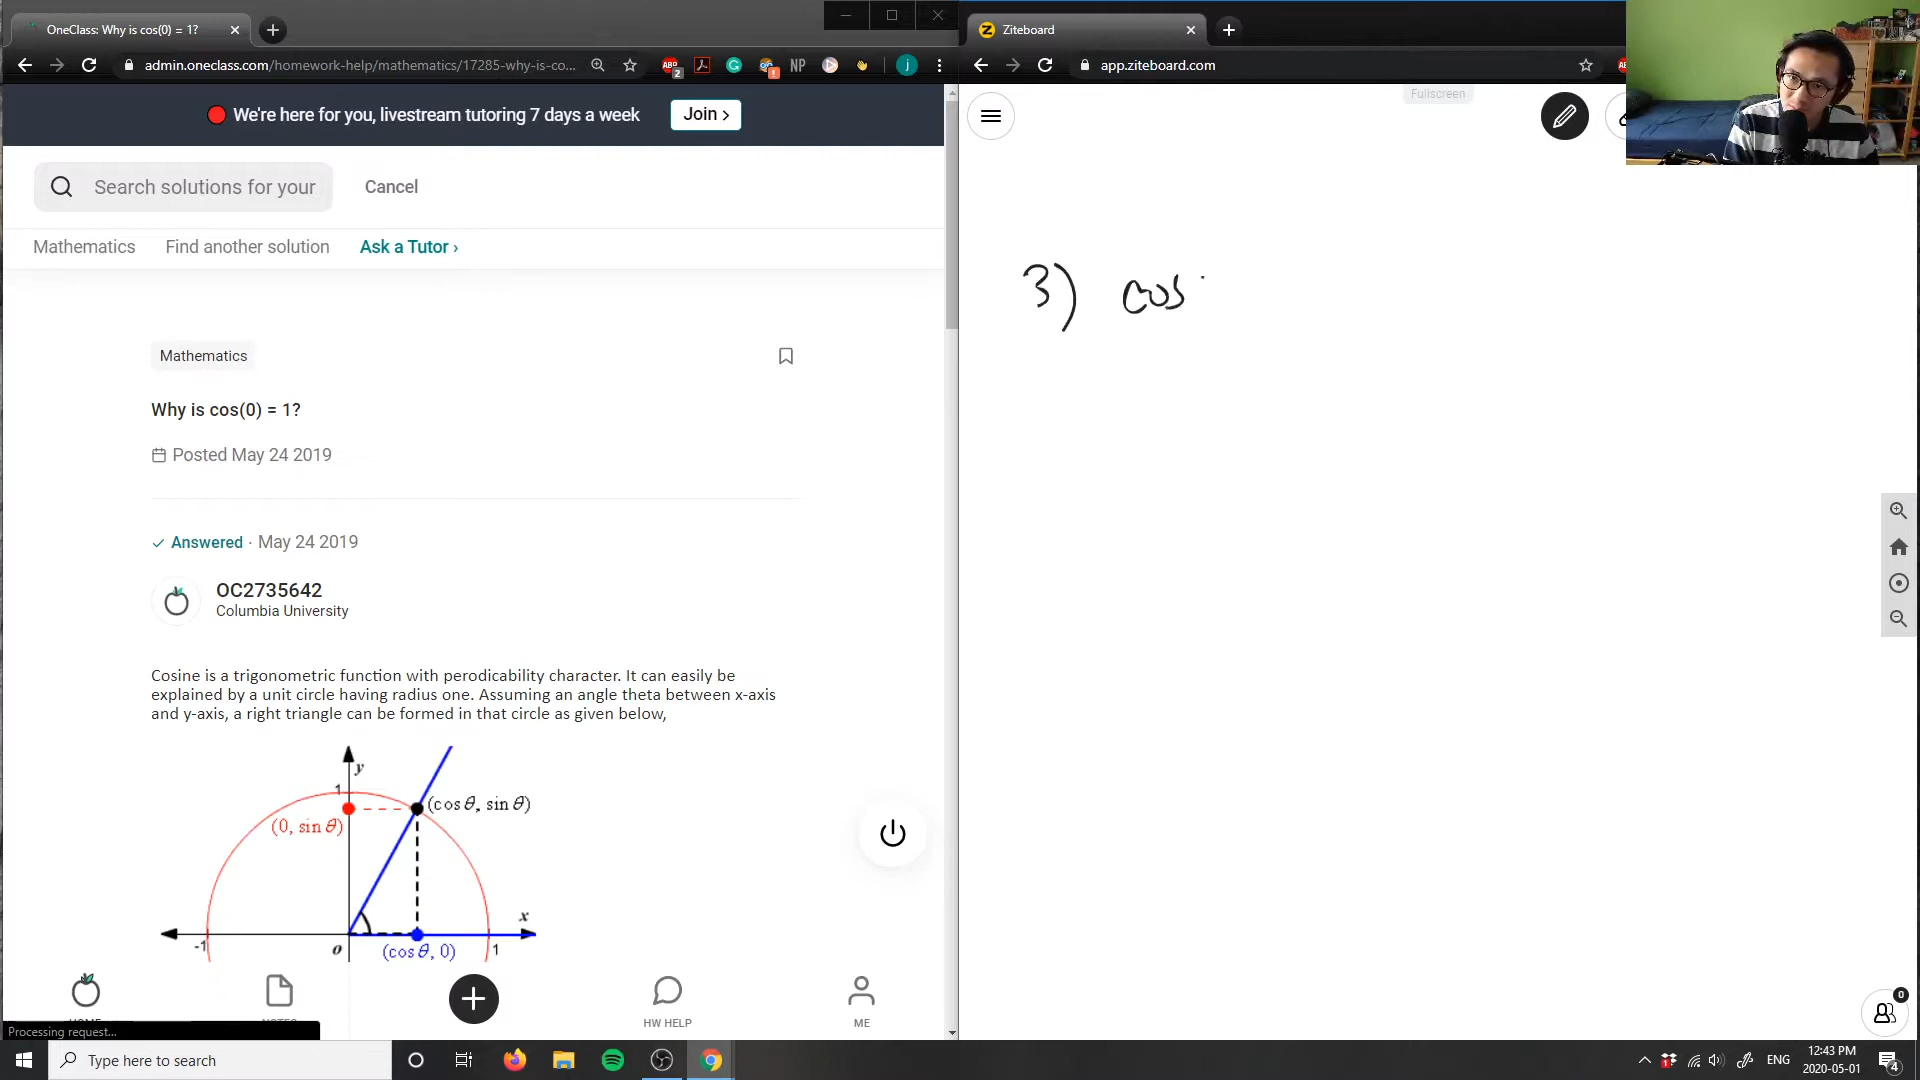 OneClass: Why is cos(0) = 1?
Ziteboard
admin.oneclass.com/homework-help/mathematics/17285-why-is-co...
ABP
2
NP
j
app.ziteboard.com
We're here for you, livestream tutoring 7 days a week
Join >
Fullscreen
Search solutions for your
Cancel
Mathematics
Find another solution
Ask a Tutor ›
3) cos
Mathematics
Why is cos(0) = 1?
Posted May 24 2019
Answered · May 24 2019
OC2735642
Columbia University
Cosine is a trigonometric function with perodicability character. It can easily be
explained by a unit circle having radius one. Assuming an angle theta between x-axis
and y-axis, a right triangle can be formed in that circle as given below,
y
1
(cos θ, sin θ)
(0, sin θ)
x
-1
o
(cos θ, 0)
1
0
HW HELP
ME
Processing request...
Type here to search
ENG
12:43 PM
2020-05-01
4